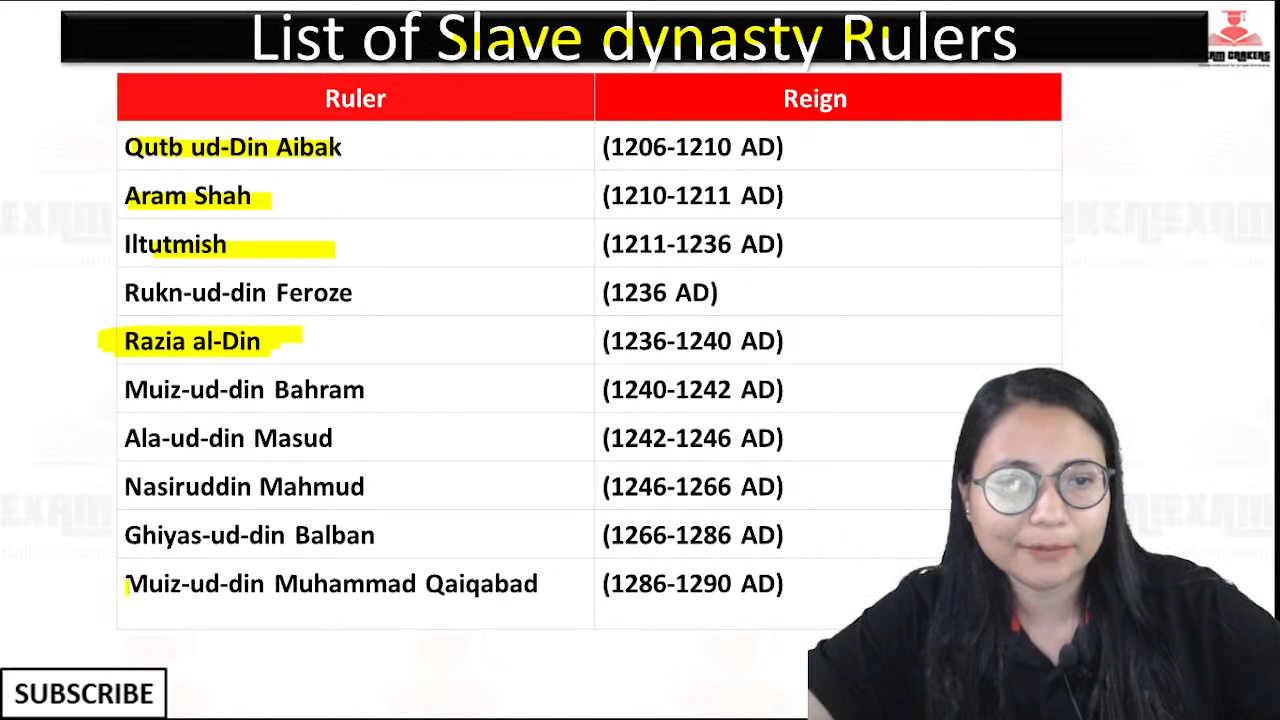 List of Slave dynasty Rulers
EXAM CRAKERS
Ruler Reign
Qutb ud-Din Aibak (1206-1210 AD)
Aram Shah (1210-1211 AD)
Iltutmish (1211-1236 AD)
Rukn-ud-din Feroze (1236 AD)
Razia al-Din (1236-1240 AD)
Muiz-ud-din Bahram (1240-1242 AD)
Ala-ud-din Masud (1242-1246 AD)
Nasiruddin Mahmud (1246-1266 AD)
Ghiyas-ud-din Balban (1266-1286 AD)
Muiz-ud-din Muhammad Qaiqabad (1286-1290 AD)
SUBSCRIBE